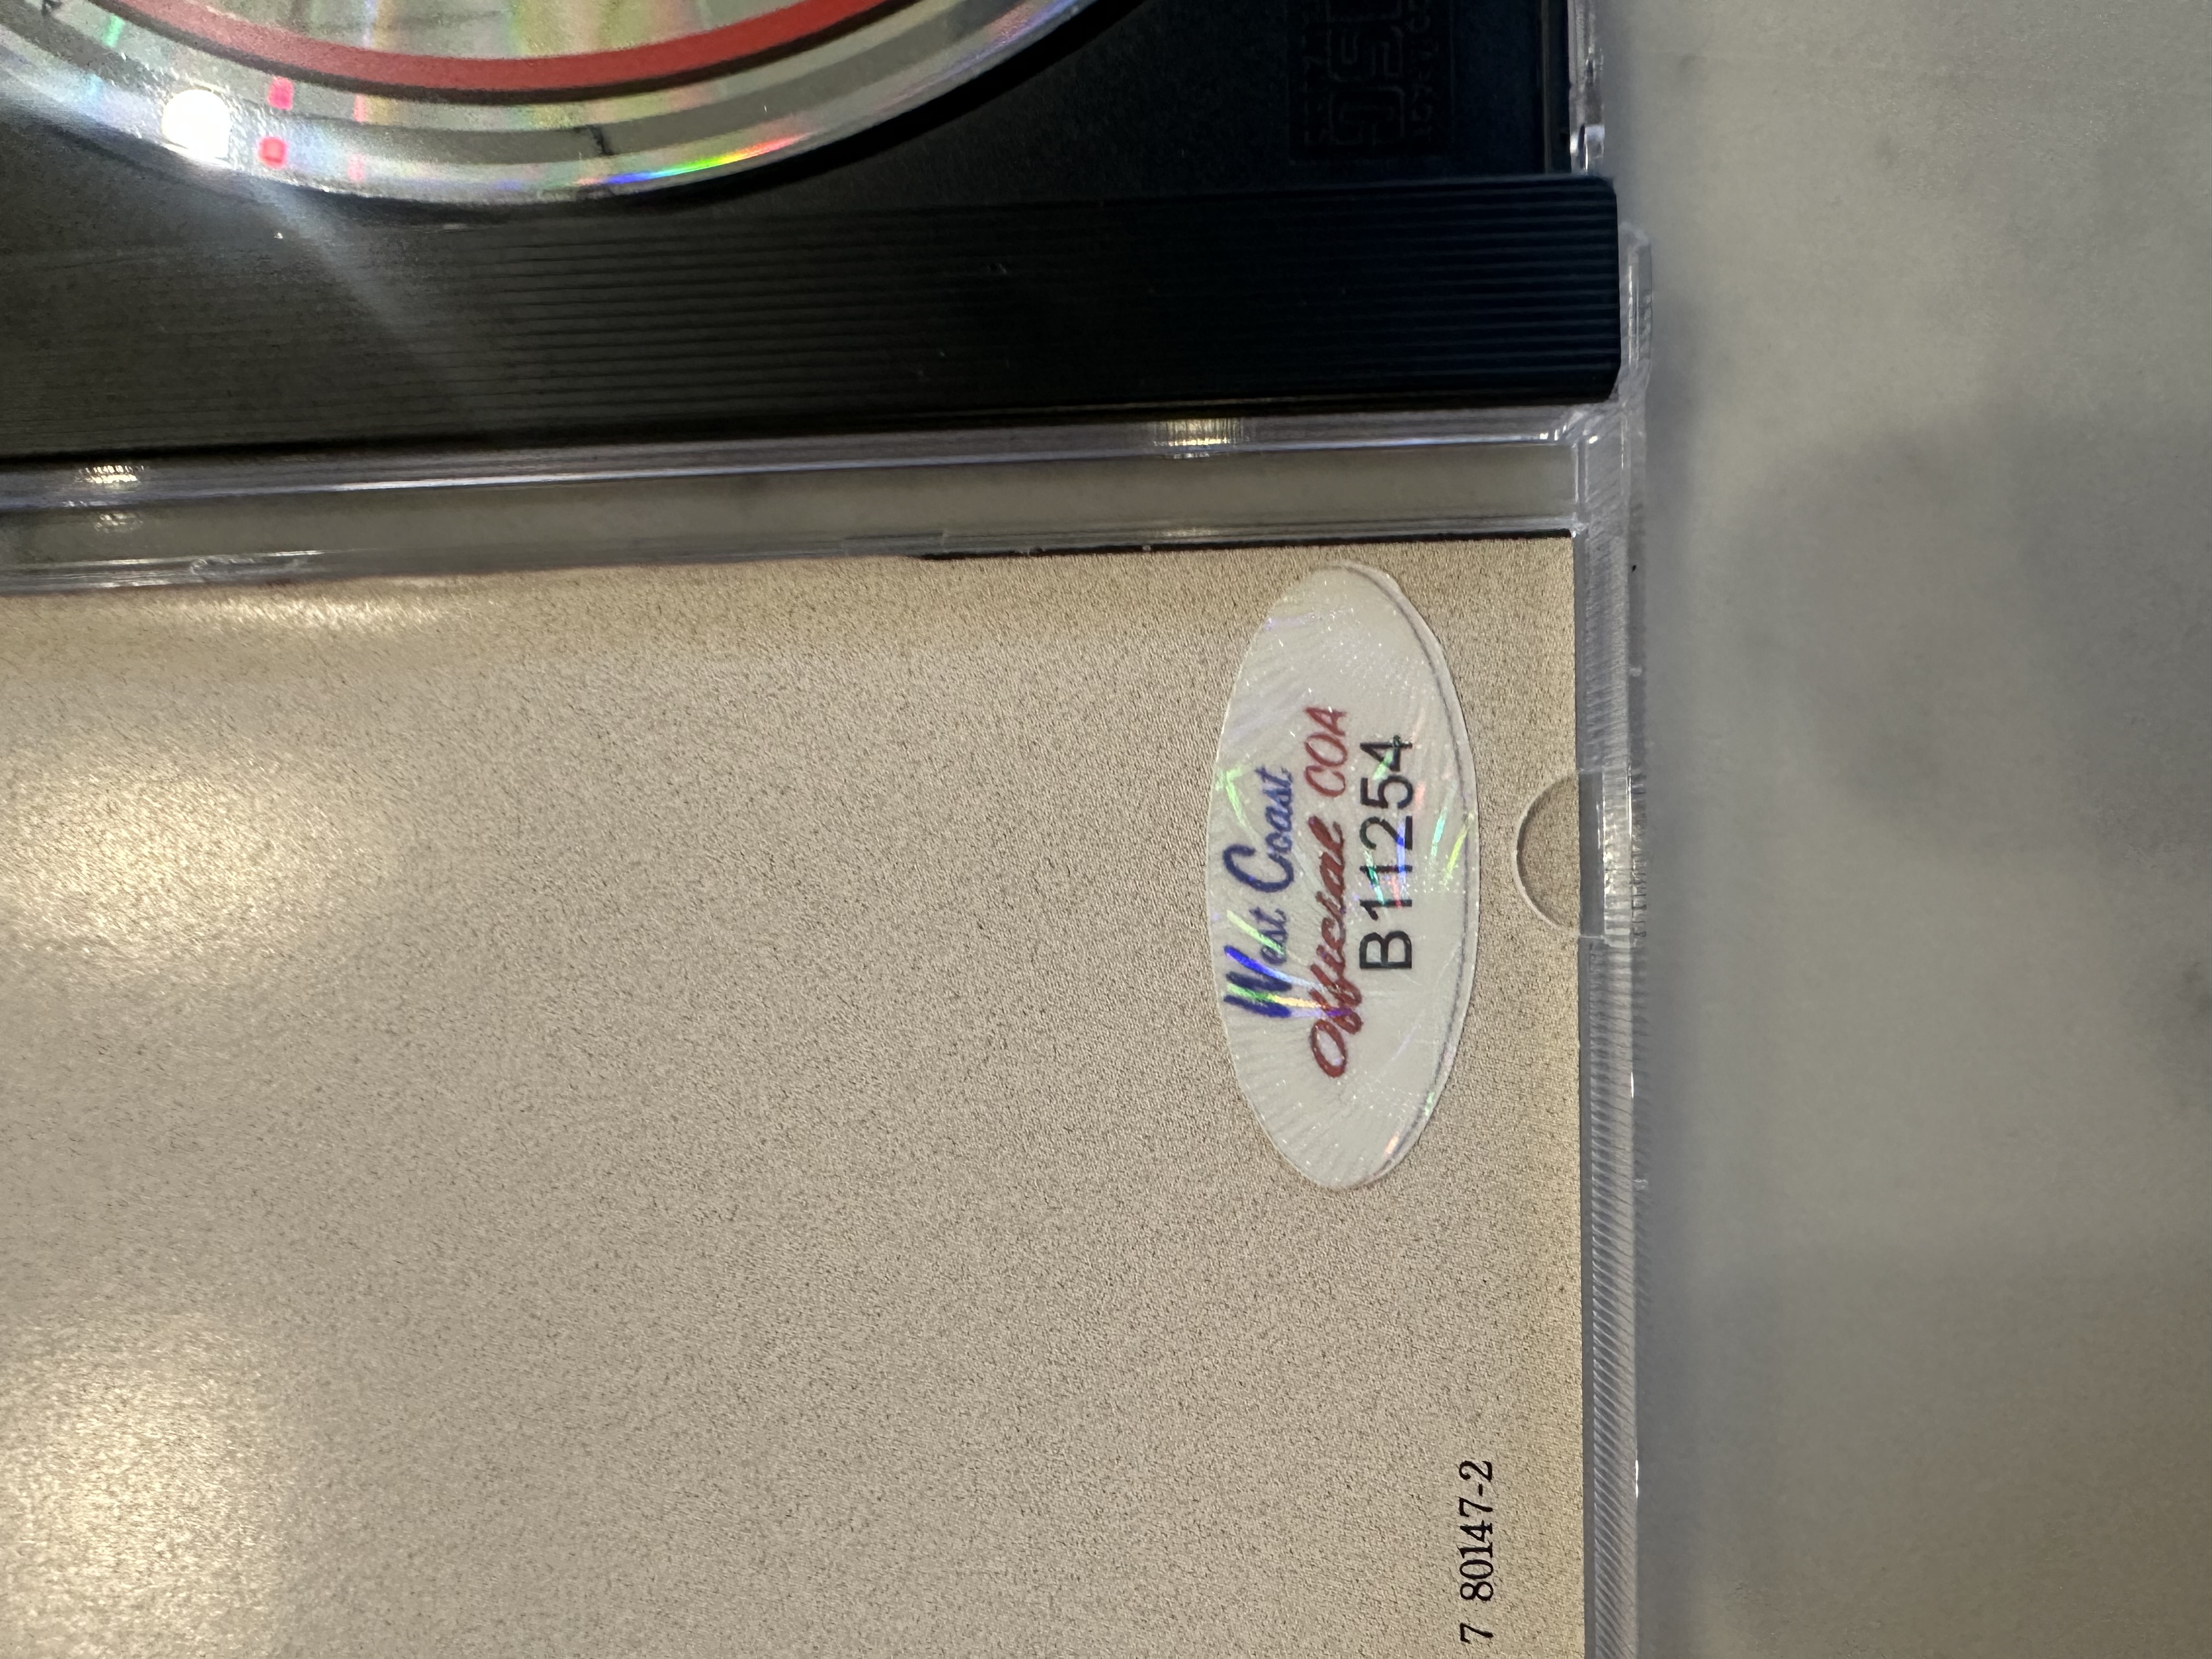 West Coast
Official COA
B11254
7 80147-2